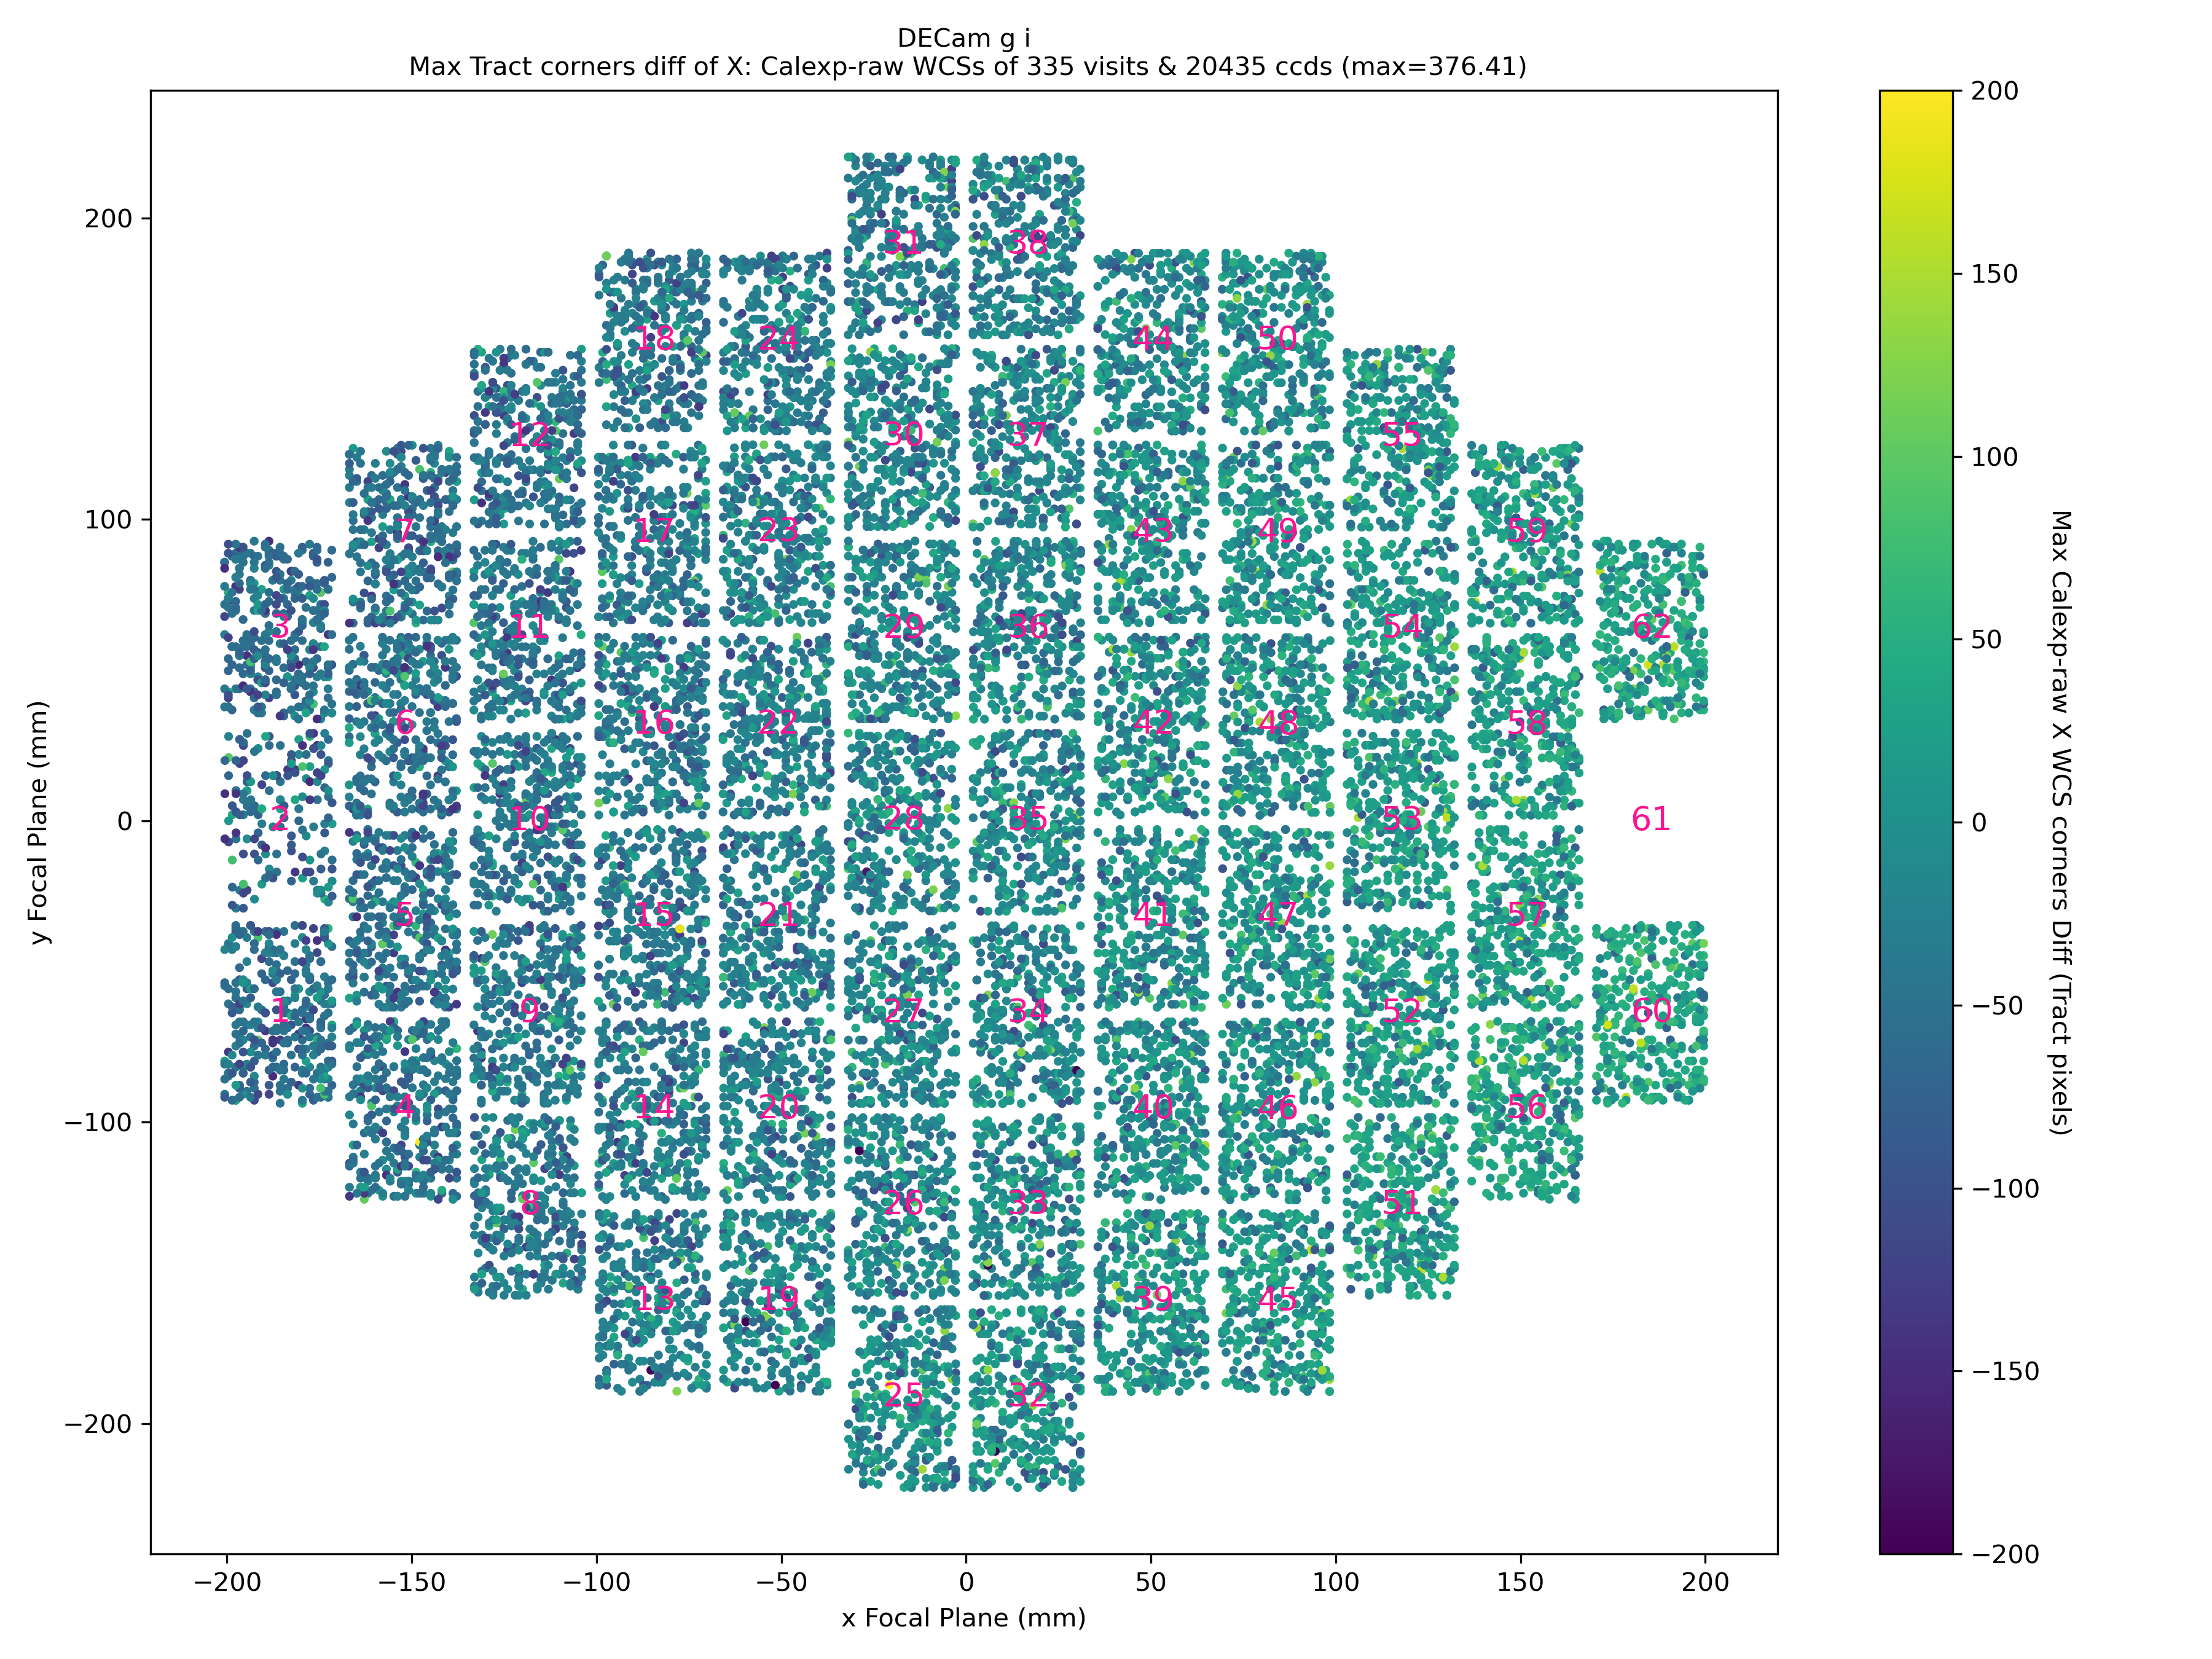 DECam g i
Max Tract corners diff of X: Calexp-raw WCSs of 335 visits & 20435 ccds (max=376.41)
200
100
0
−100
−200
y Focal Plane (mm)
31 38
18 24 44 50
12 30 37 55
7 17 23 43 49 59
3 11 29 36 54 62
6 16 22 42 48 58
2 10 28 35 53 61
5 15 21 41 47 57
1 9 27 34 52 60
4 14 20 40 46 56
8 26 33 51
13 19 39 45
25 32
−200 −150 −100 −50 0 50 100 150 200
x Focal Plane (mm)
200
150
100
50
0
−50
−100
−150
−200
Max Calexp-raw X WCS corners Diff (Tract pixels)